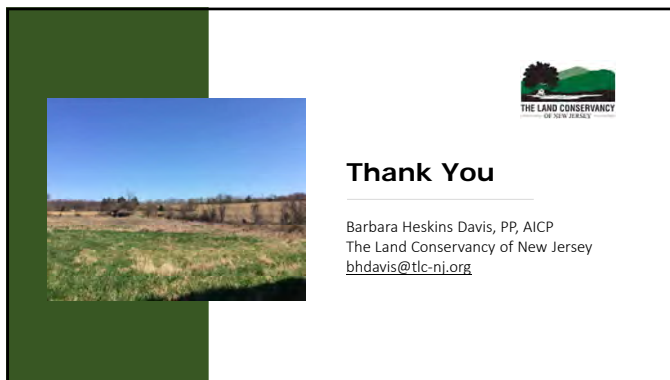 THE LAND CONSERVANCY
OF NEW JERSEY
Thank You
Barbara Heskins Davis, PP, AICP
The Land Conservancy of New Jersey
bhdavis@tlc-nj.org